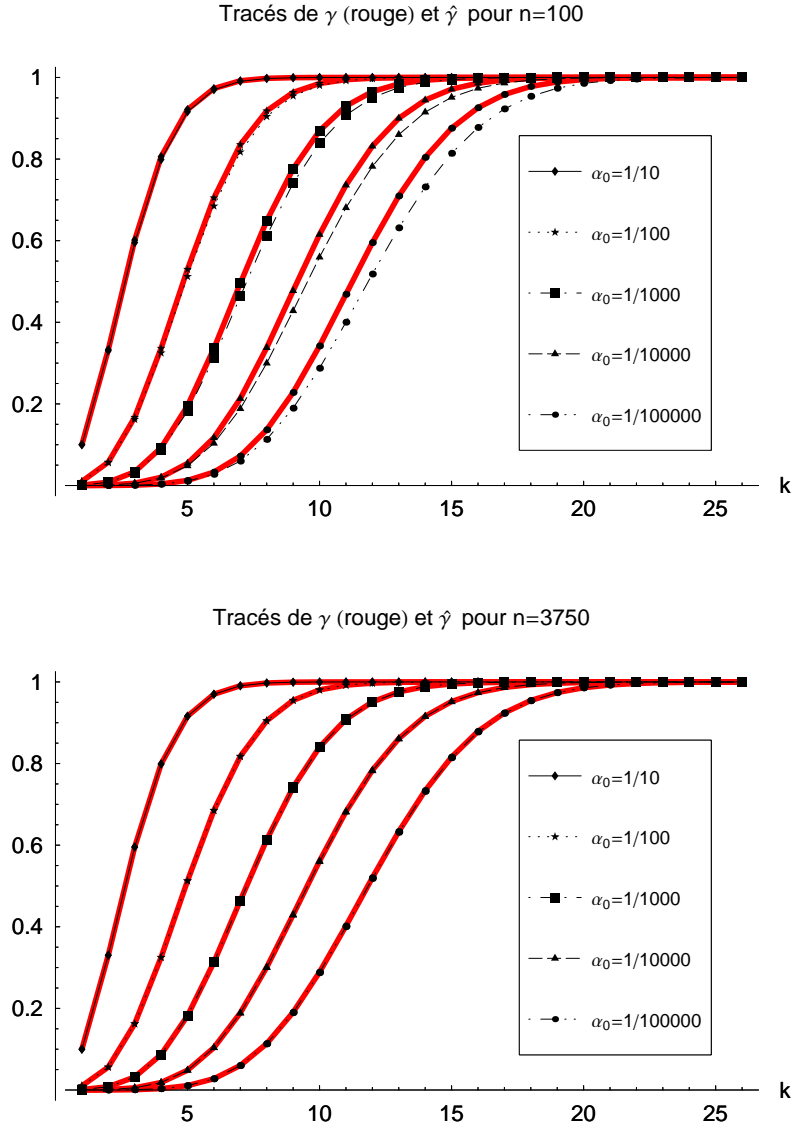 Tracés de γ (rouge) et γ̂ pour n=100
1
0.8
0.6
0.4
0.2
5 10 15 20 25 k
α₀=1/10
α₀=1/100
α₀=1/1000
α₀=1/10000
α₀=1/100000
Tracés de γ (rouge) et γ̂ pour n=3750
1
0.8
0.6
0.4
0.2
5 10 15 20 25 k
α₀=1/10
α₀=1/100
α₀=1/1000
α₀=1/10000
α₀=1/100000